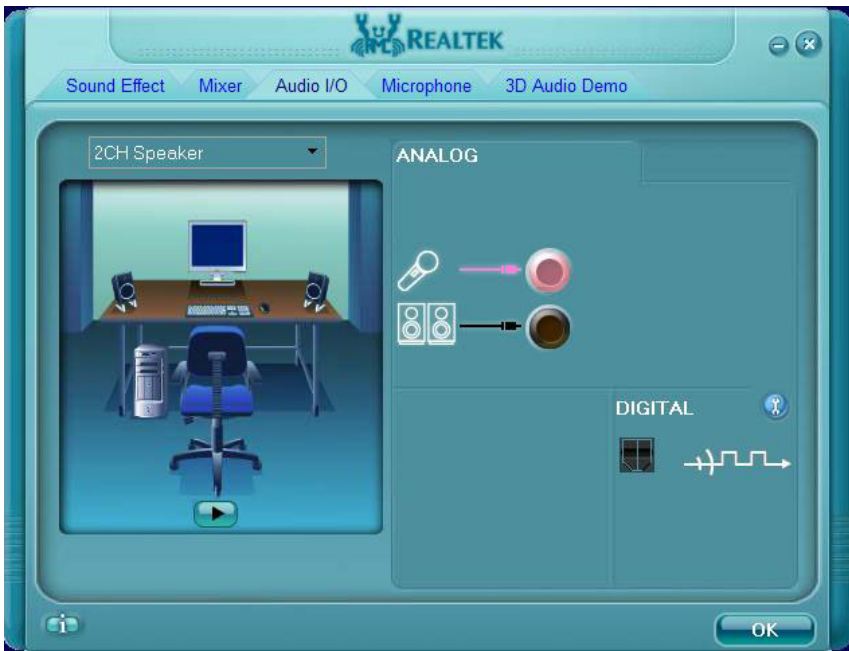 REALTEK
Sound Effect Mixer Audio I/O Microphone 3D Audio Demo
2CH Speaker
ANALOG
DIGITAL
i
OK